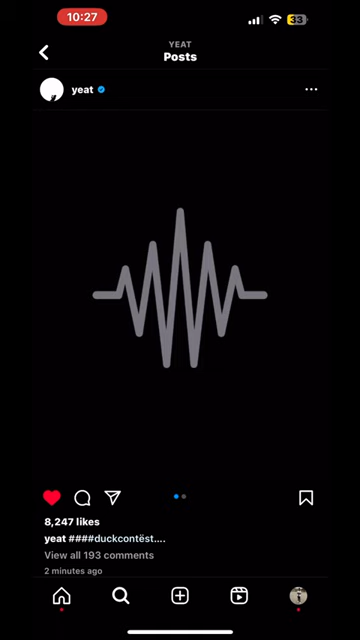 10:27
33
YEAT
Posts
yeat
8,247 likes
yeat ####duckcontëst....
View all 193 comments
2 minutes ago